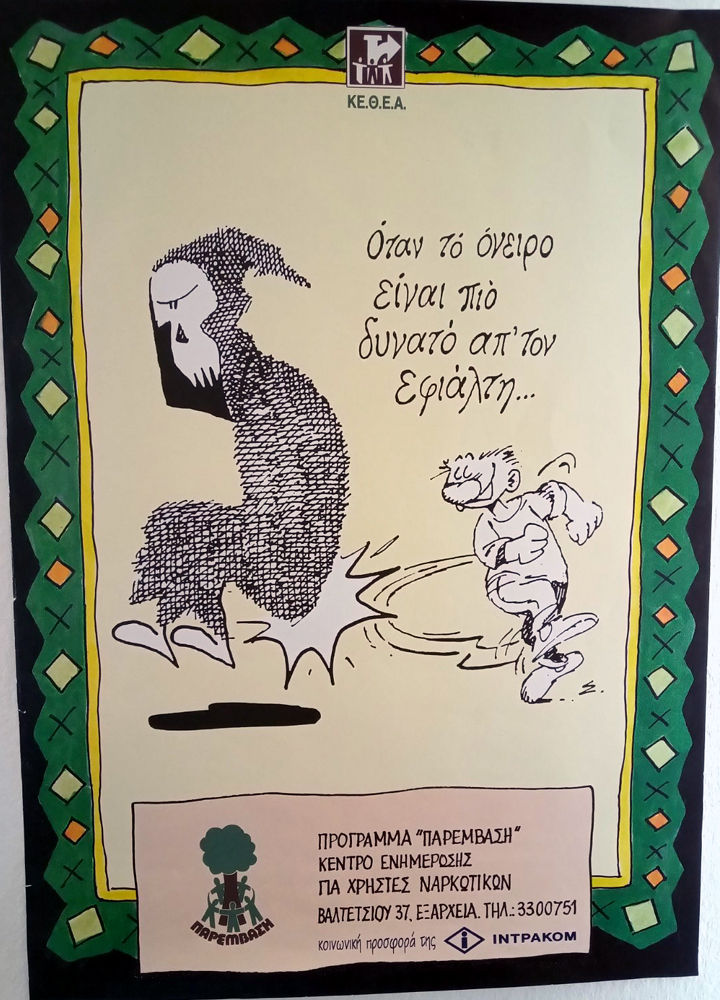 ΚΕ.Θ.Ε.Α.
Όταν τό όνειρο
είναι πιὸ
δυνατό απ'τον
εφιάλτη...
Σ.
ΠΡΟΓΡΑΜΜΑ "ΠΑΡΕΜΒΑΣΗ"
ΚΕΝΤΡΟ ΕΝΗΜΕΡΩΣΗΣ
ΓΙΑ ΧΡΗΣΤΕΣ ΝΑΡΚΩΤΙΚΩΝ
ΒΑΛΤΕΤΣΙΟΥ 37, ΕΞΑΡΧΕΙΑ. ΤΗΛ.: 3300751
ΠΑΡΕΜΒΑΣΗ
κοινωνική προσφορά της ΙΝΤΡΑΚΟΜ